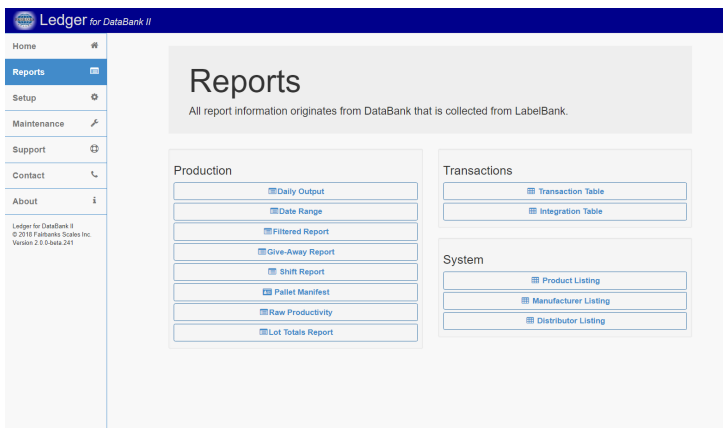 Ledger for DataBank II
Home
Reports
Setup
Maintenance
Support
Contact
About
Ledger for DataBank II
© 2018 Fairbanks Scales Inc.
Version 2.0.0-beta.241
Reports
All report information originates from DataBank that is collected from LabelBank.
Production
Daily Output
Date Range
Filtered Report
Give-Away Report
Shift Report
Pallet Manifest
Raw Productivity
Lot Totals Report
Transactions
Transaction Table
Integration Table
System
Product Listing
Manufacturer Listing
Distributor Listing